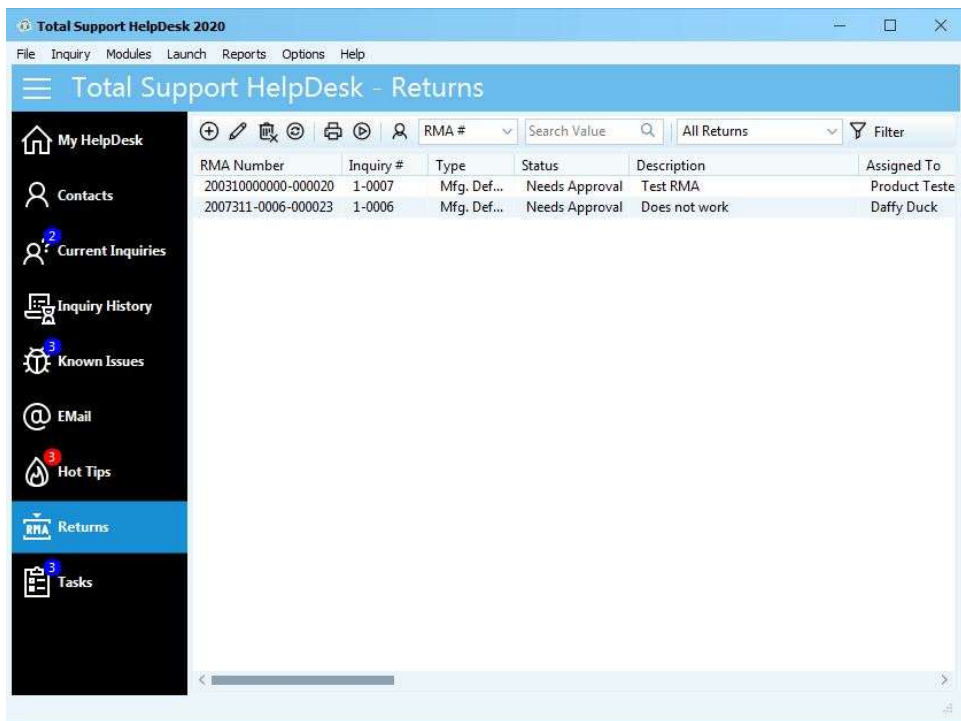 Total Support HelpDesk 2020
File Inquiry Modules Launch Reports Options Help
Total Support HelpDesk - Returns
My HelpDesk
Contacts
2
Current Inquiries
Inquiry History
3
Known Issues
EMail
3
Hot Tips
RMA Returns
3
Tasks
RMA # Search Value All Returns Filter
RMA Number Inquiry # Type Status Description Assigned To
200310000000-000020 1-0007 Mfg. Def... Needs Approval Test RMA Product Teste
2007311-0006-000023 1-0006 Mfg. Def... Needs Approval Does not work Daffy Duck